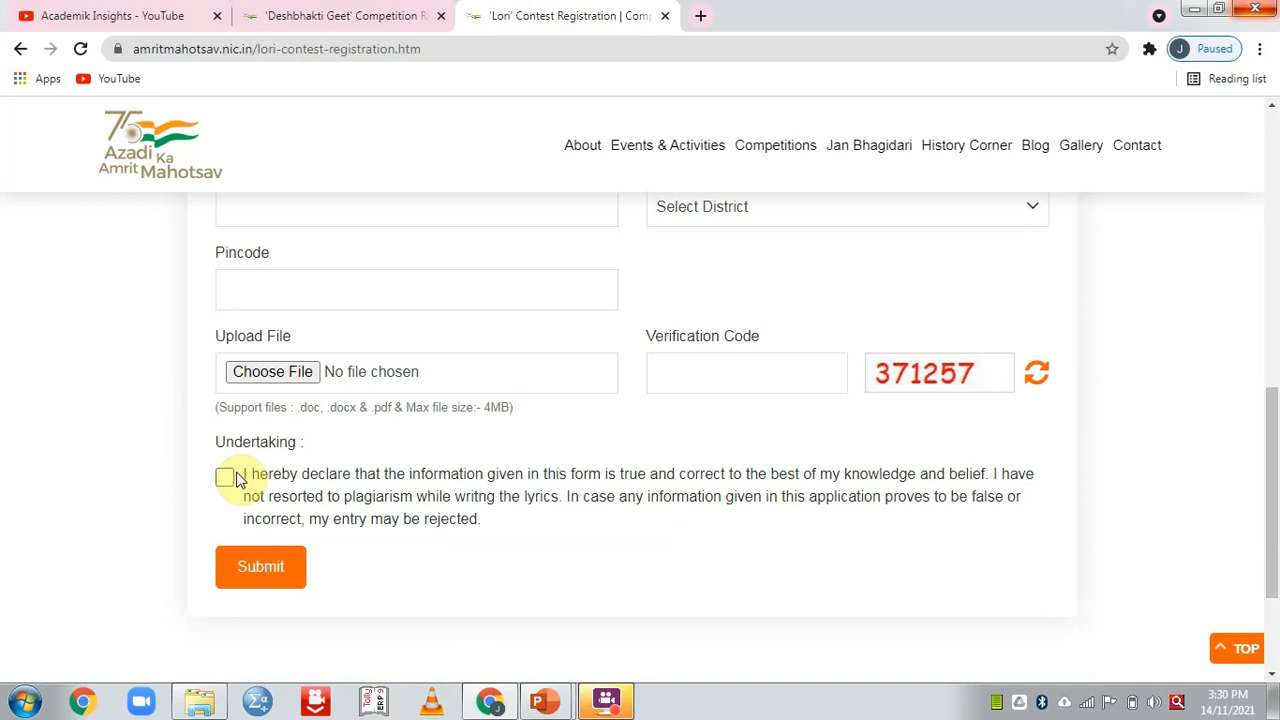 Academik Insights - YouTube
'Deshbhakti Geet' Competition R
'Lori' Contest Registration | Comp
amritmahotsav.nic.in/lori-contest-registration.htm
J Paused
Apps
YouTube
Reading list
75
Azadi Ka
Amrit Mahotsav
About Events & Activities Competitions Jan Bhagidari History Corner Blog Gallery Contact
Select District
Pincode
Upload File
Verification Code
Choose File No file chosen
371257
(Support files : .doc, .docx & .pdf & Max file size:- 4MB)
Undertaking :
I hereby declare that the information given in this form is true and correct to the best of my knowledge and belief. I have
not resorted to plagiarism while writng the lyrics. In case any information given in this application proves to be false or
incorrect, my entry may be rejected.
Submit
TOP
3:30 PM
14/11/2021